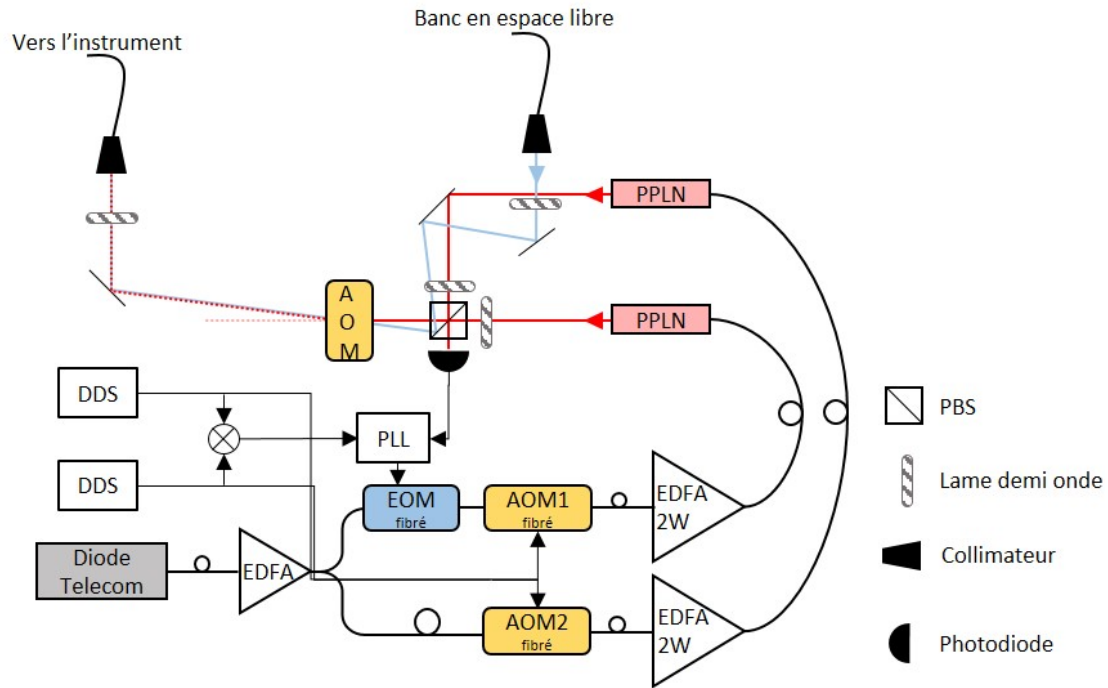 Banc en espace libre
Vers l'instrument
PPLN
A
O
M
PPLN
DDS
PLL
DDS
PBS
Lame demi onde
Collimateur
Photodiode
EOM
fibré
AOM1
fibré
EDFA
2W
Diode
Telecom
EDFA
AOM2
fibré
EDFA
2W